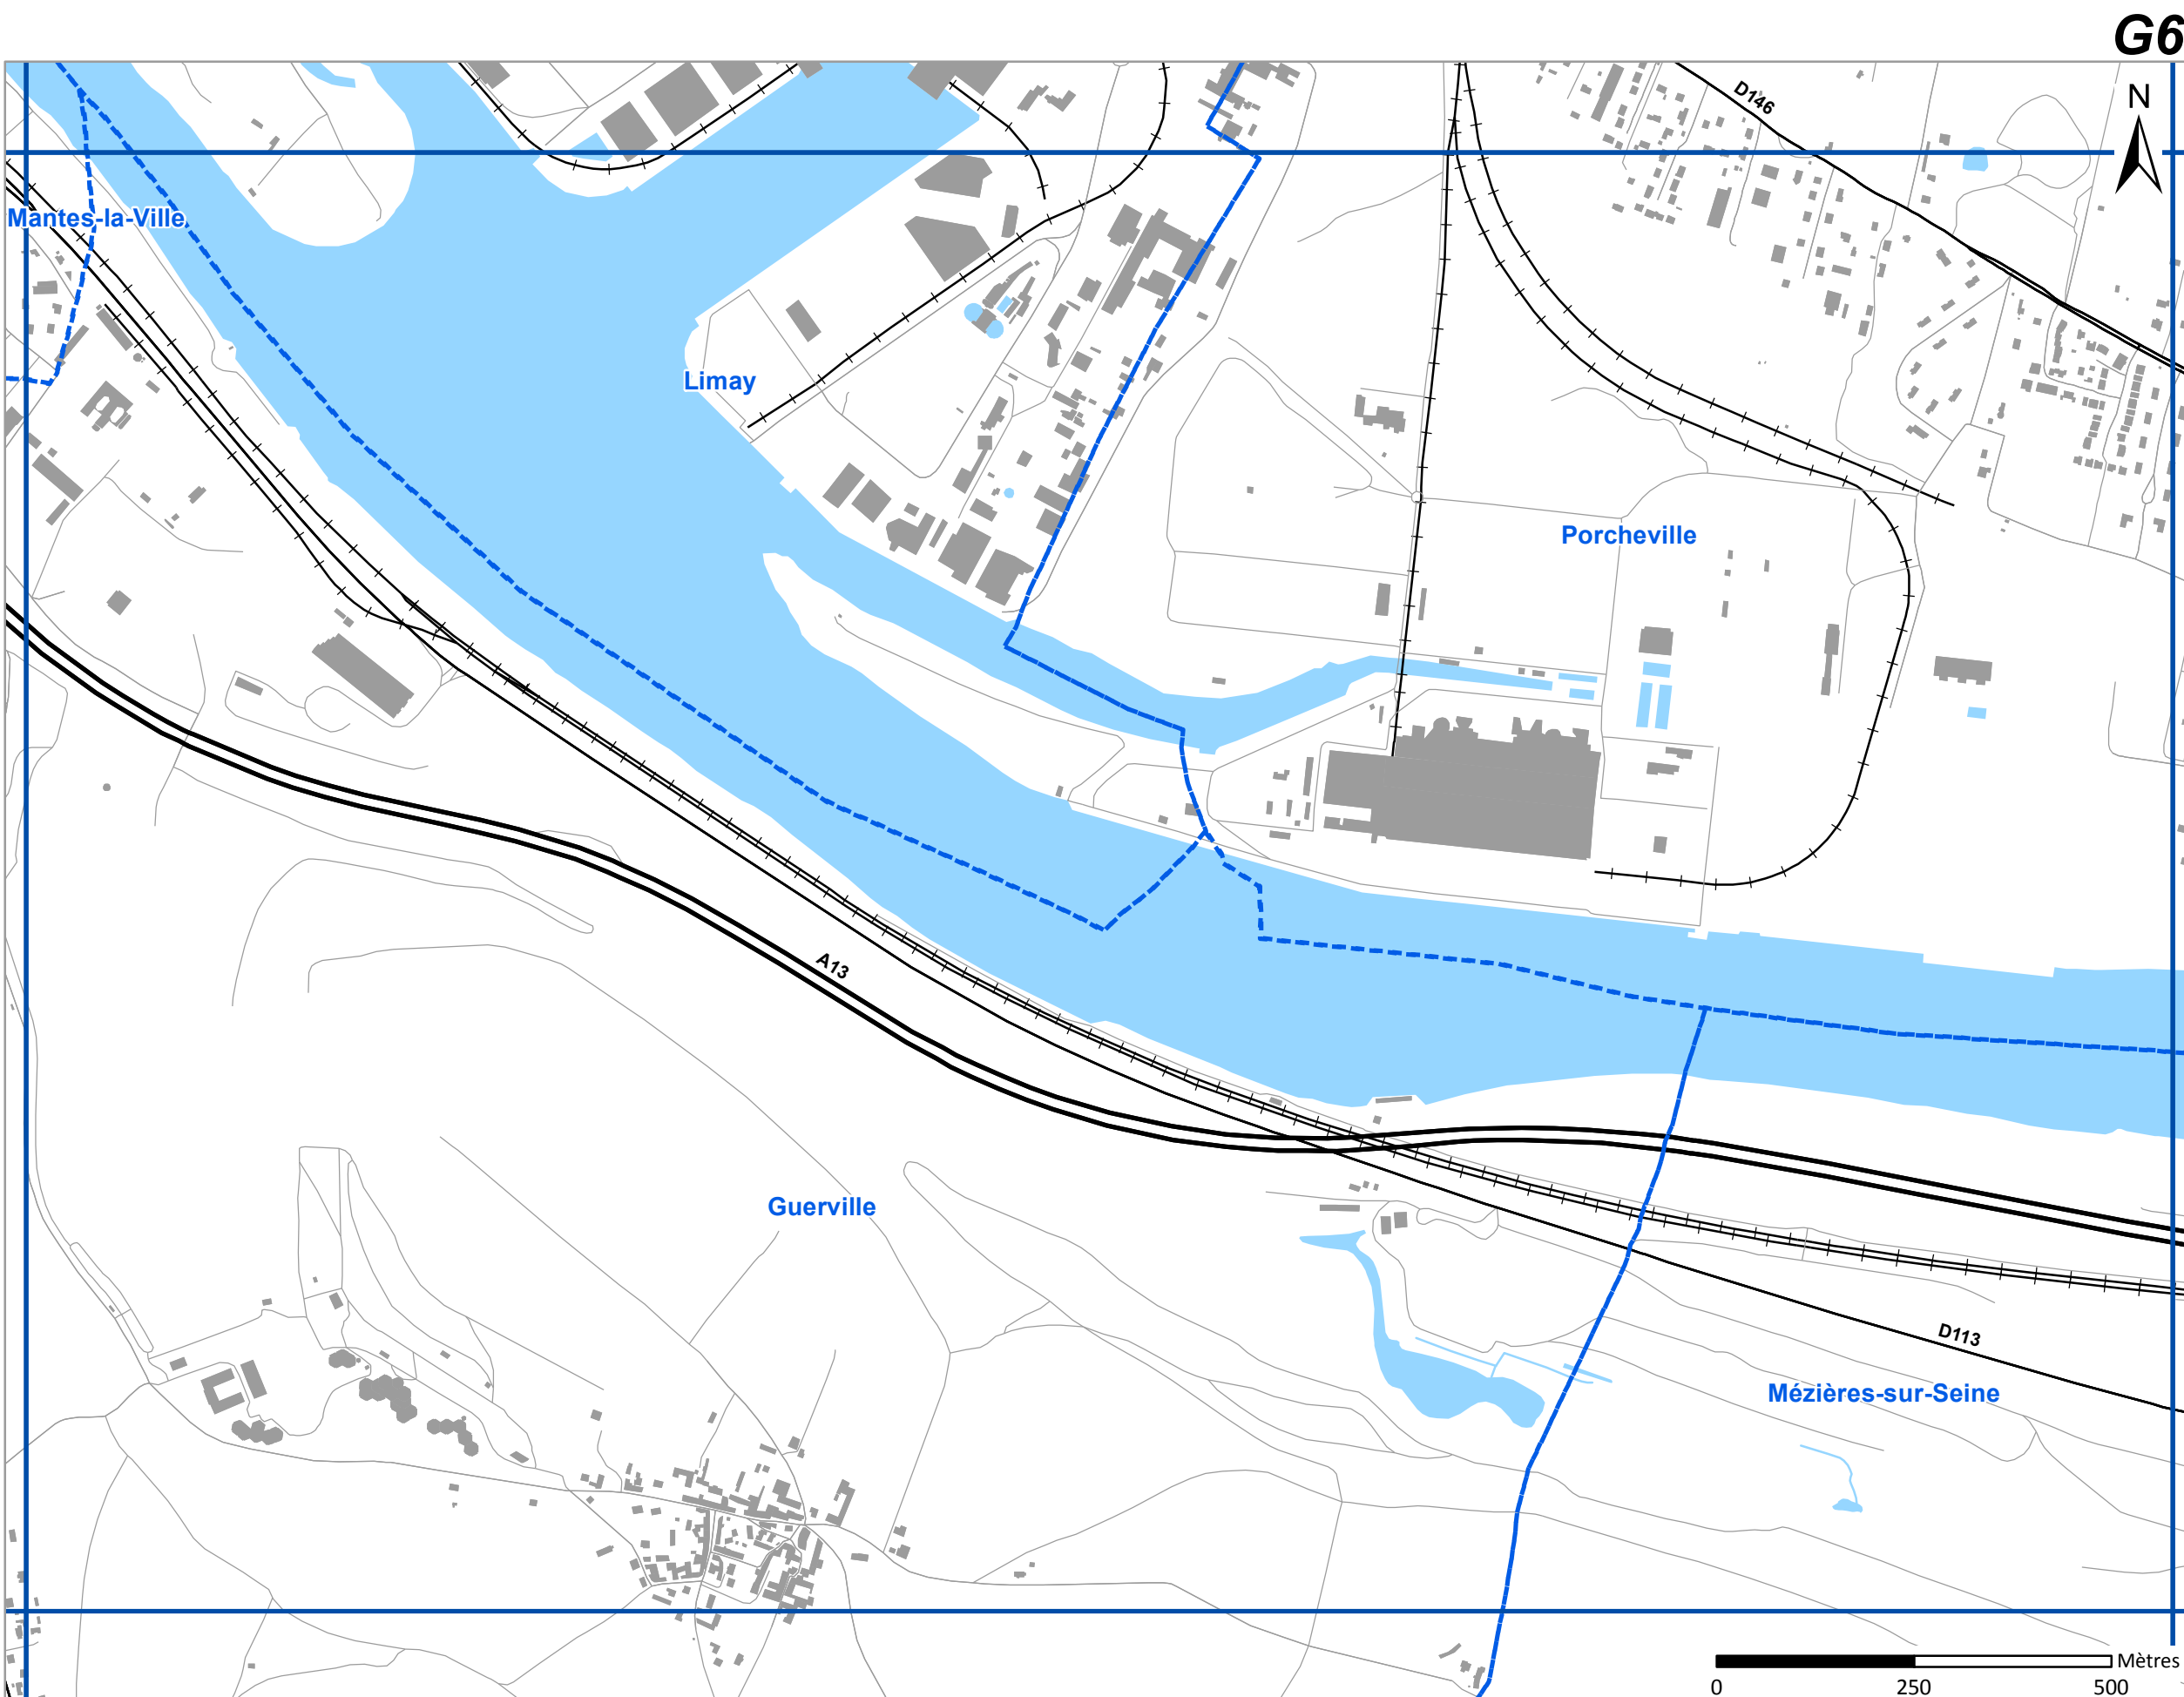 G6
D146
N
Mantes-la-Ville
Limay
Porcheville
A13
Guerville
D113
Mézières-sur-Seine
Mètres
0 250 500